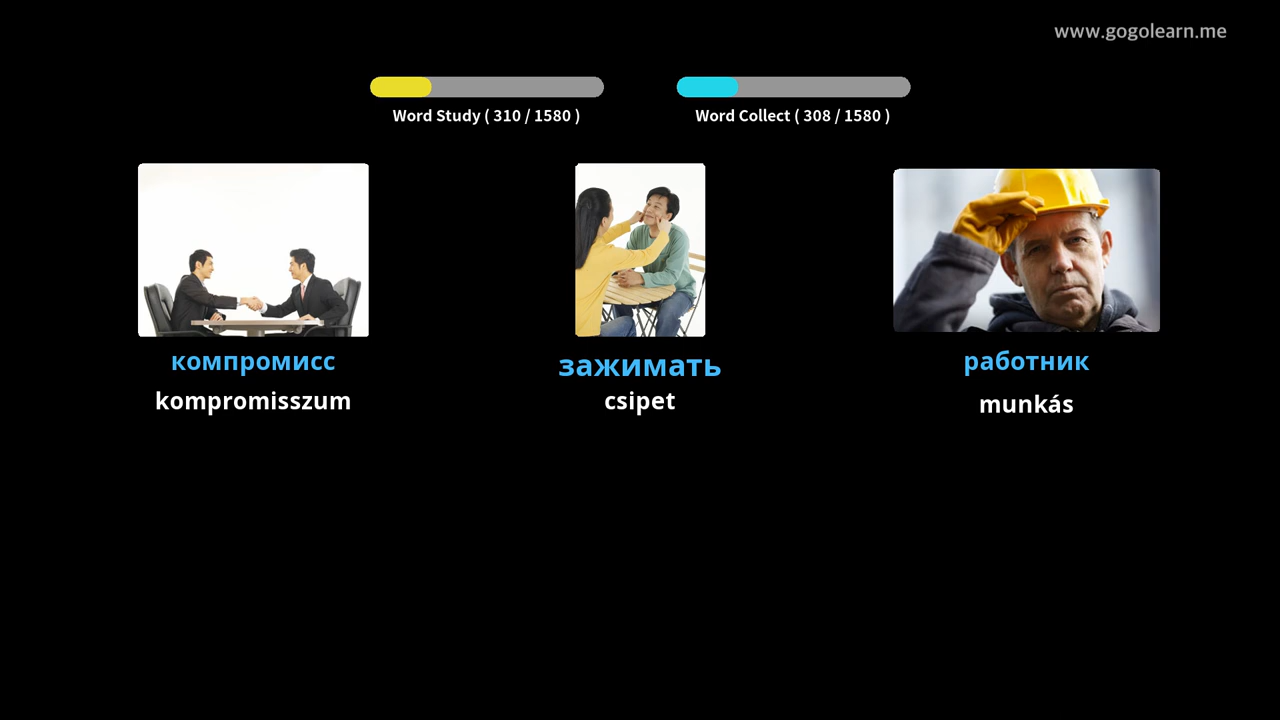 www.gogolearn.me
Word Study ( 310 / 1580 )
Word Collect ( 308 / 1580 )
компромисс
зажимать
работник
kompromisszum
csipet
munkás